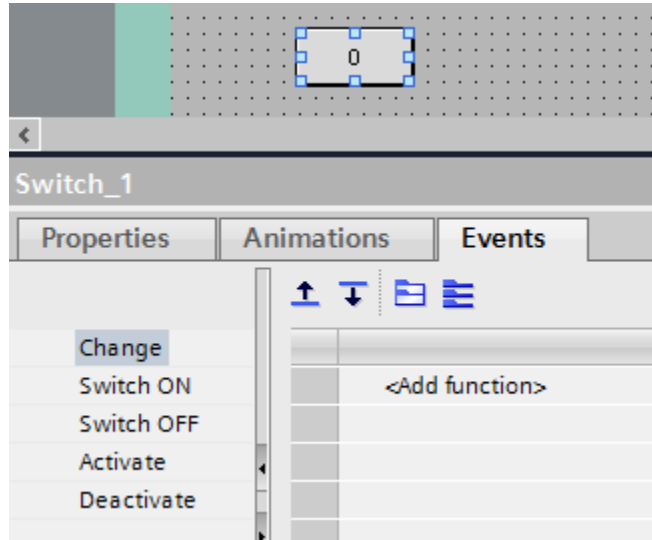 0
Switch_1
Properties Animations Events
Change
Switch ON <Add function>
Switch OFF
Activate
Deactivate